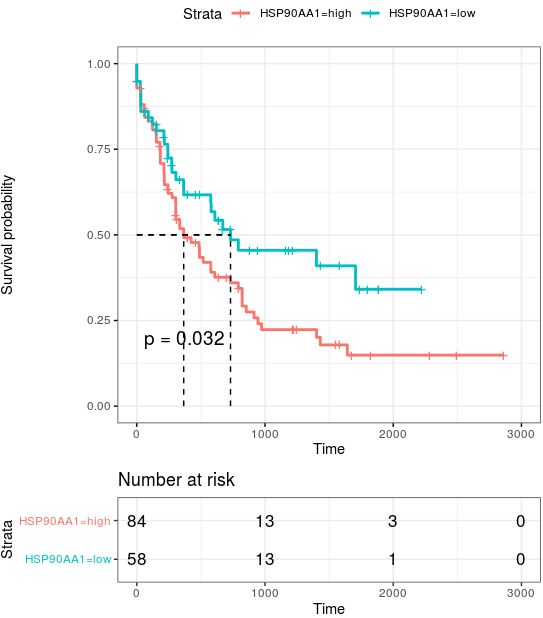 Strata HSP90AA1=high HSP90AA1=low
Survival probability
1.00
0.75
0.50
0.25
0.00
p = 0.032
0 1000 2000 3000
Time
Number at risk
Strata
HSP90AA1=high 84 13 3 0
HSP90AA1=low 58 13 1 0
0 1000 2000 3000
Time